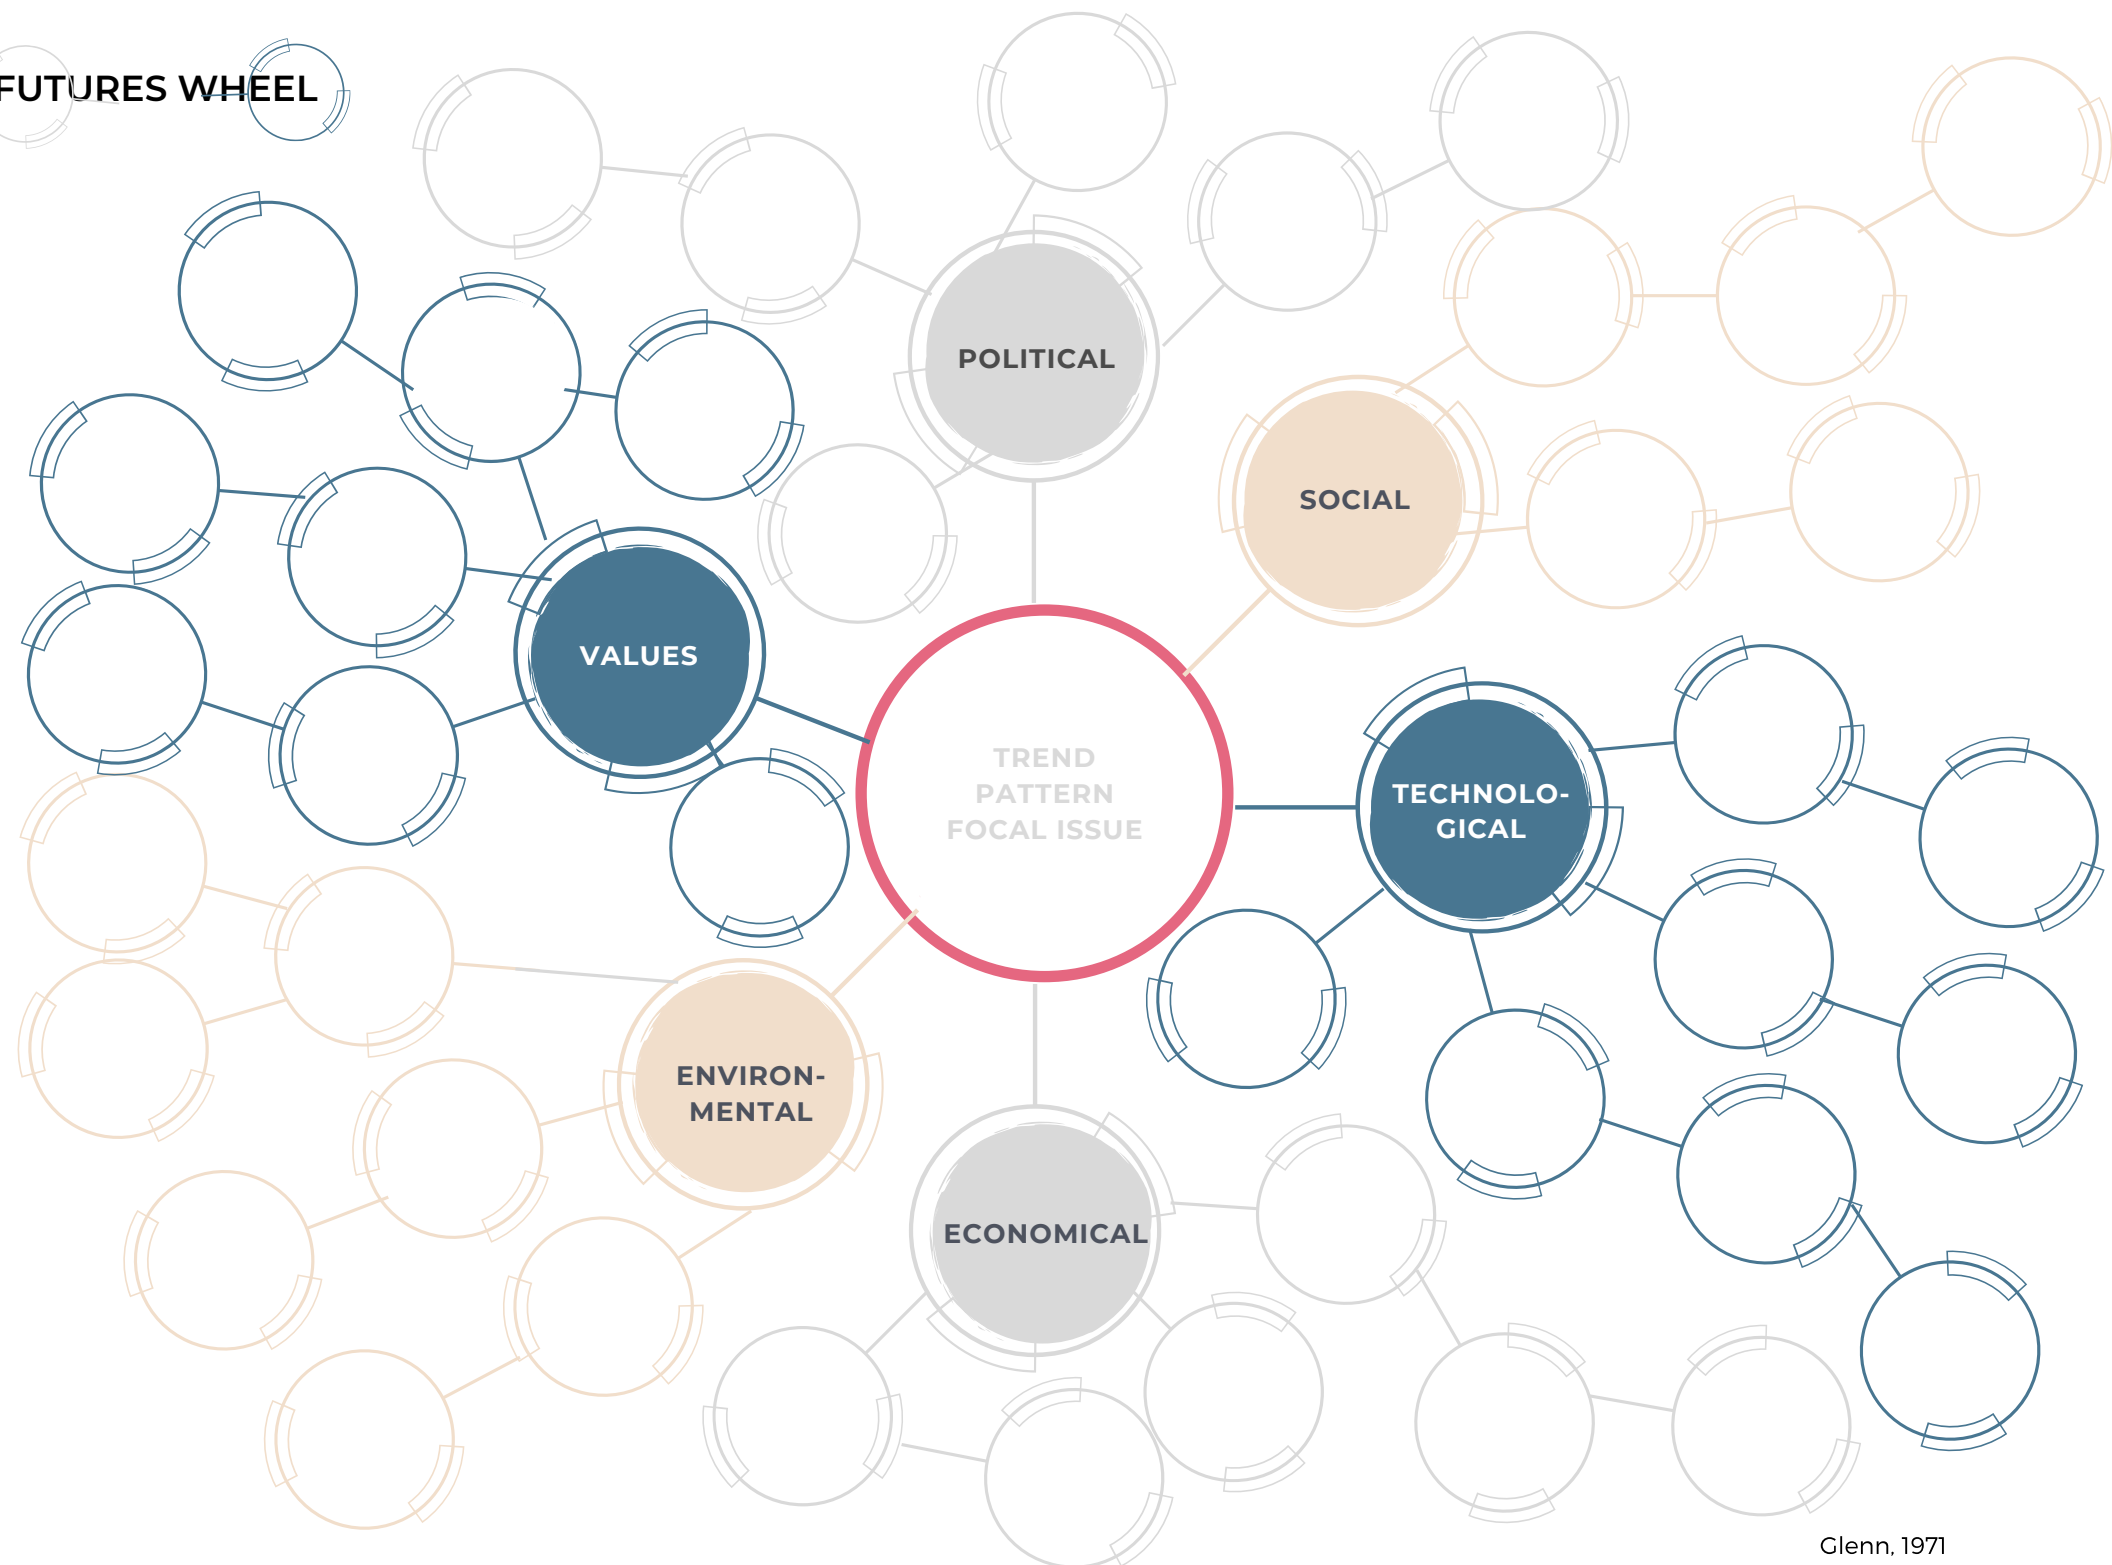 FUTURES WHEEL
POLITICAL
SOCIAL
VALUES
TREND
PATTERN
FOCAL ISSUE
TECHNOLO-
GICAL
ENVIRON-
MENTAL
ECONOMICAL
Glenn, 1971